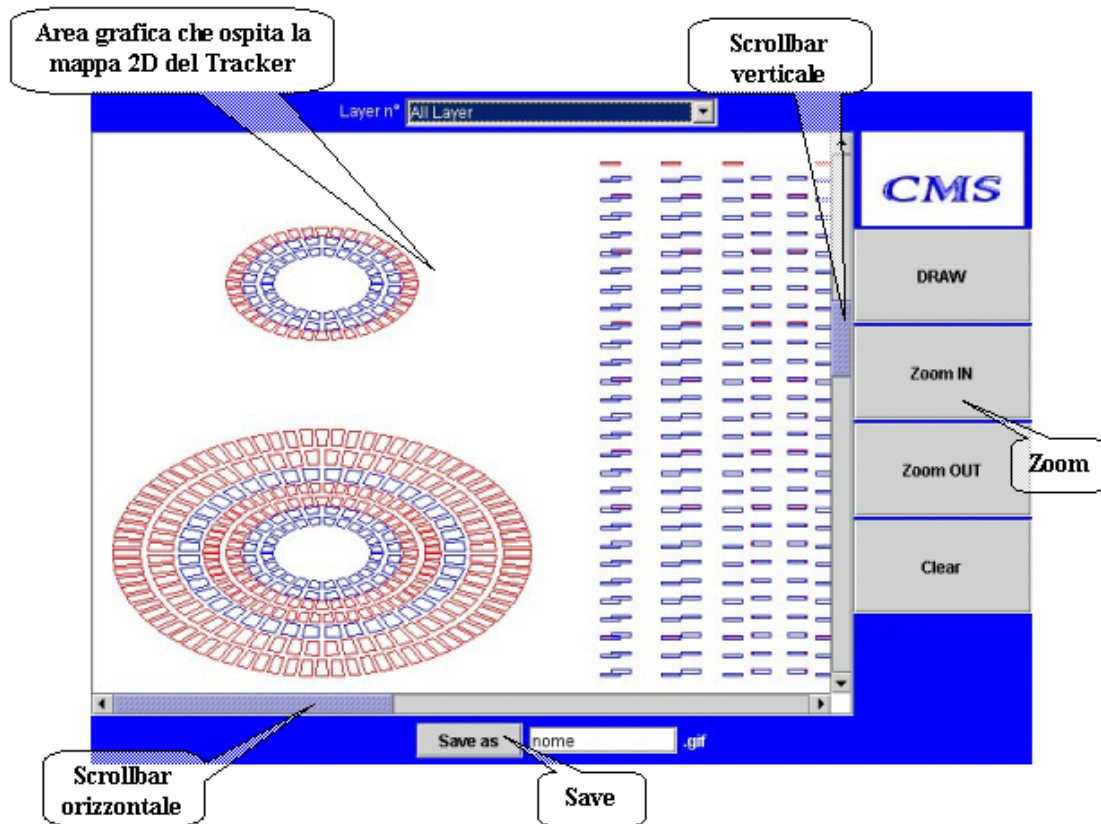 Area grafica che ospita la
mappa 2D del Tracker
Scrollbar
verticale
Layer n°
All Layer
CMS
DRAW
Zoom IN
Zoom
Zoom OUT
Clear
Save as
nome
.gif
Scrollbar
orizzontale
Save